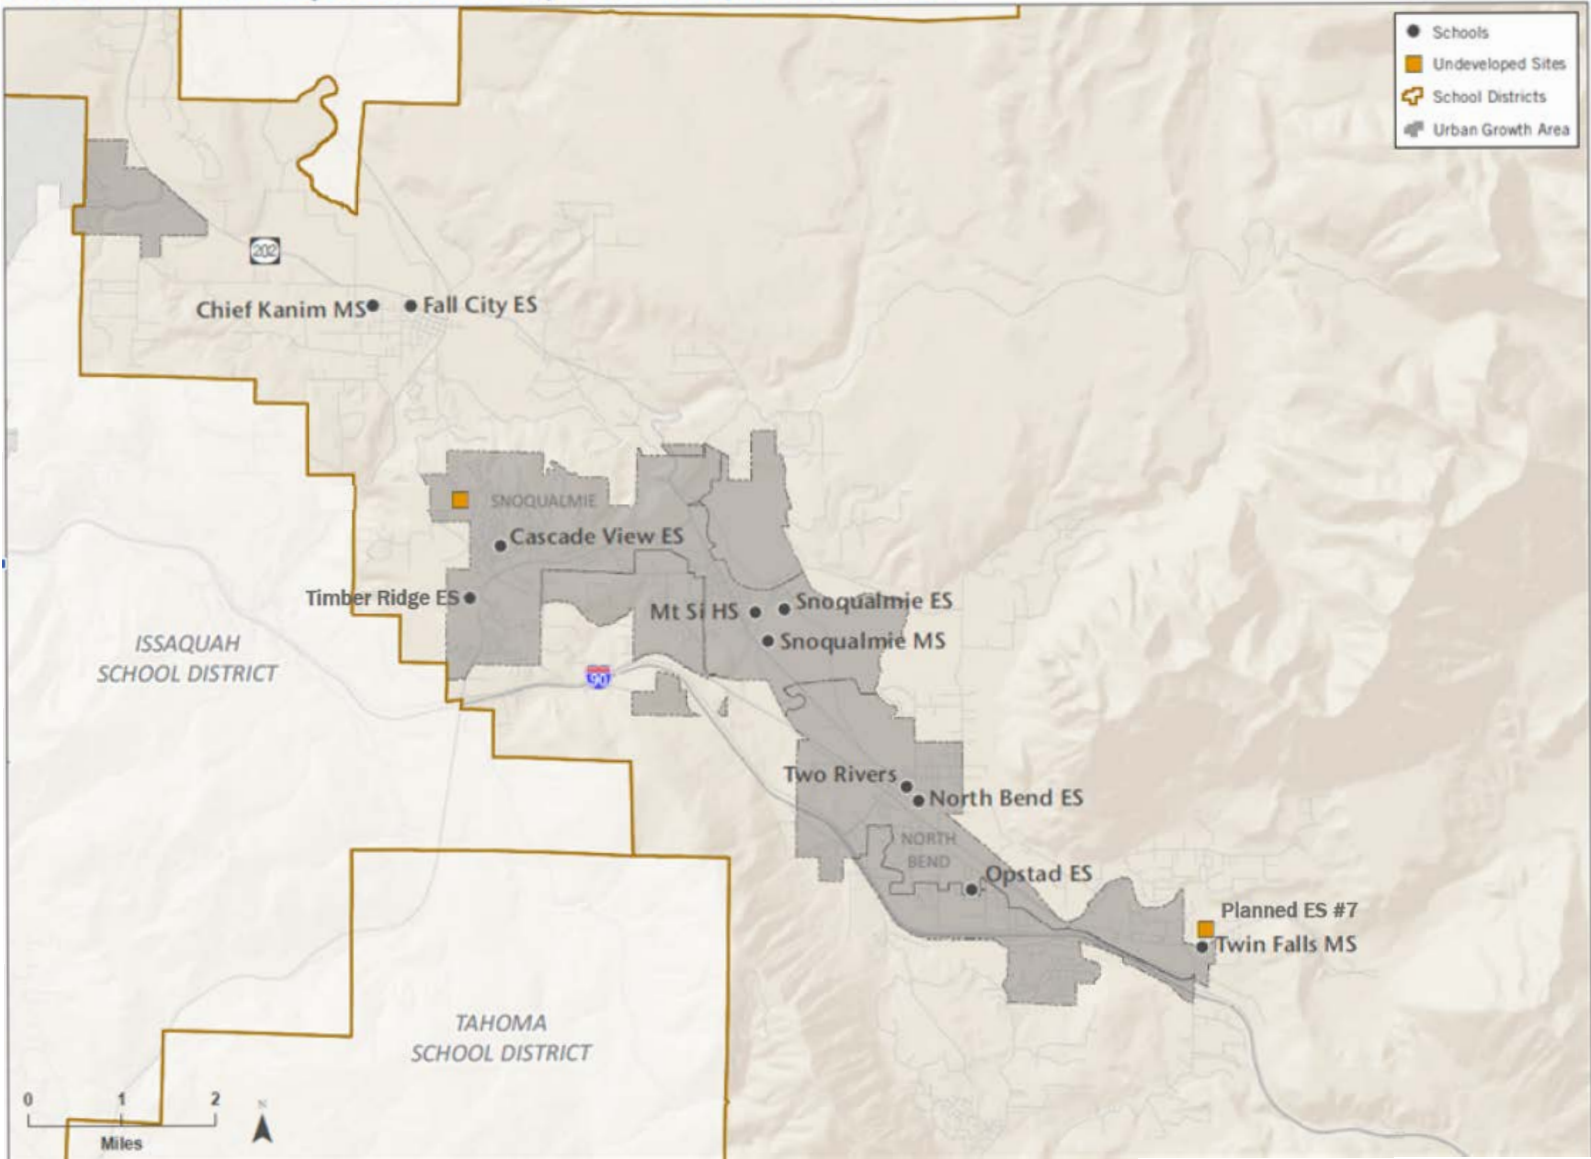 Schools
Undeveloped Sites
School Districts
Urban Growth Area
202
Chief Kanim MS
Fall City ES
SNOQUALMIE
Cascade View ES
Timber Ridge ES
Mt Si HS
Snoqualmie ES
Snoqualmie MS
ISSAQUAH
SCHOOL DISTRICT
90
Two Rivers
North Bend ES
NORTH
BEND
Opstad ES
Planned ES #7
Twin Falls MS
TAHOMA
SCHOOL DISTRICT
0 1 2
Miles
N